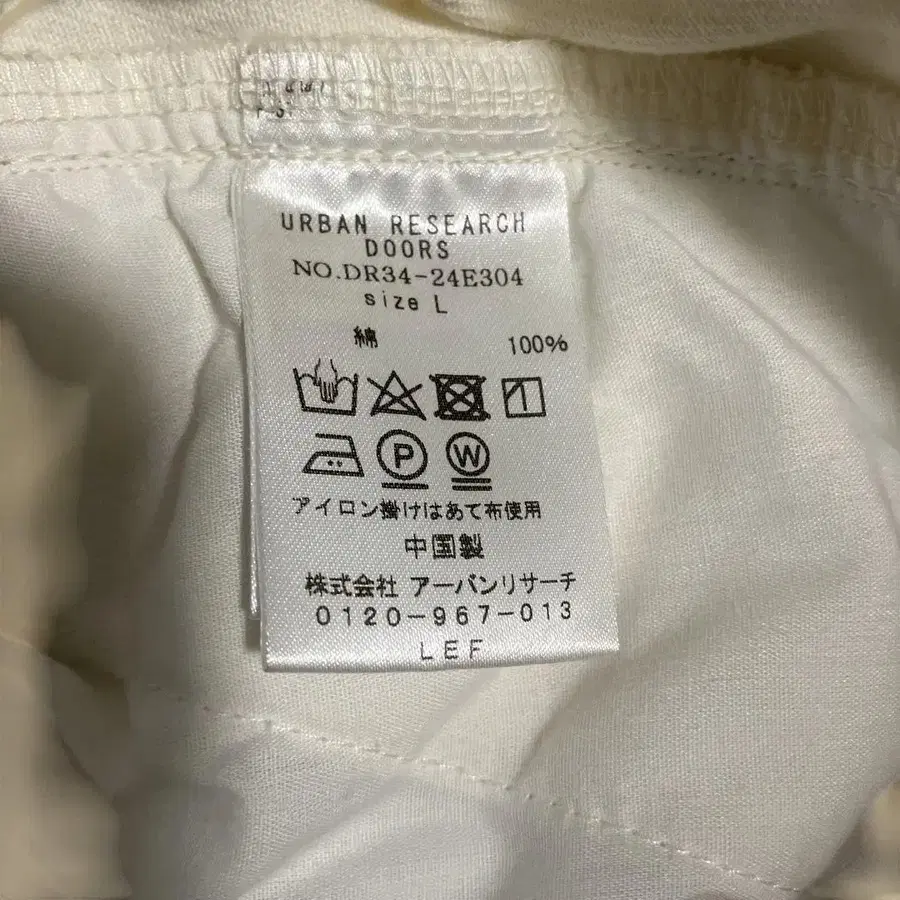 URBAN RESEARCH
DOORS
NO.DR34-24E304
size L
綿 100%
P W
アイロン掛けはあて布使用
中国製
株式会社 アーバンリサーチ
0120-967-013
LEF